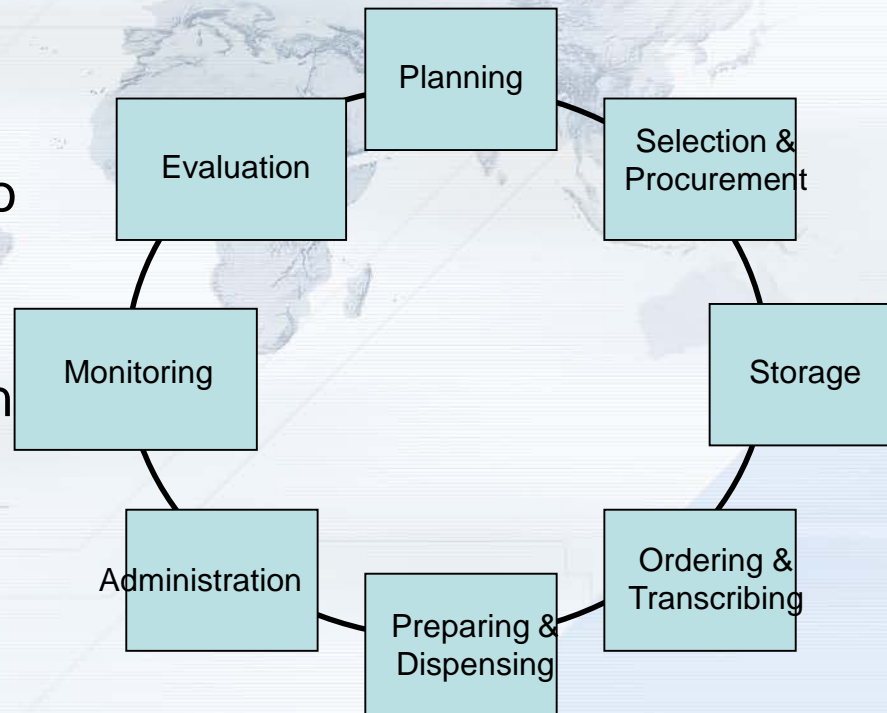 Planning
Selection &
Procurement
Storage
Ordering &
Transcribing
Preparing &
Dispensing
Administration
Monitoring
Evaluation